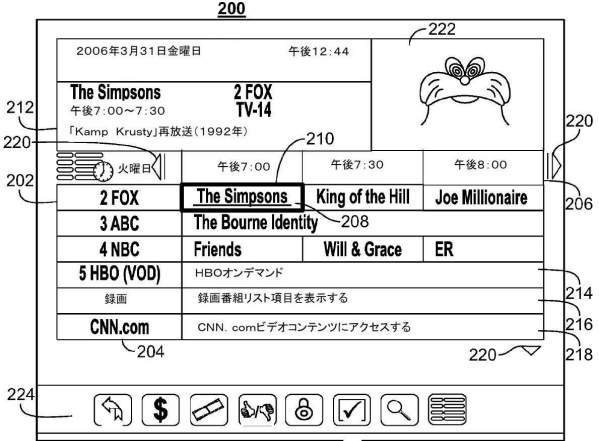 200
222
2006年3月31日金曜日 午後12:44
The Simpsons 2 FOX
午後7:00～7:30 TV-14
「Kamp Krusty」再放送(1992年)
212
210
220
220
火曜日 午後7:00 午後7:30 午後8:00
202
206
2 FOX The Simpsons King of the Hill Joe Millionaire
208
3 ABC The Bourne Identity
4 NBC Friends Will & Grace ER
5 HBO (VOD) HBOオンデマンド
214
録画 録画番組リスト項目を表示する
216
CNN.com CNN. comビデオコンテンツにアクセスする
218
204
220
224
$